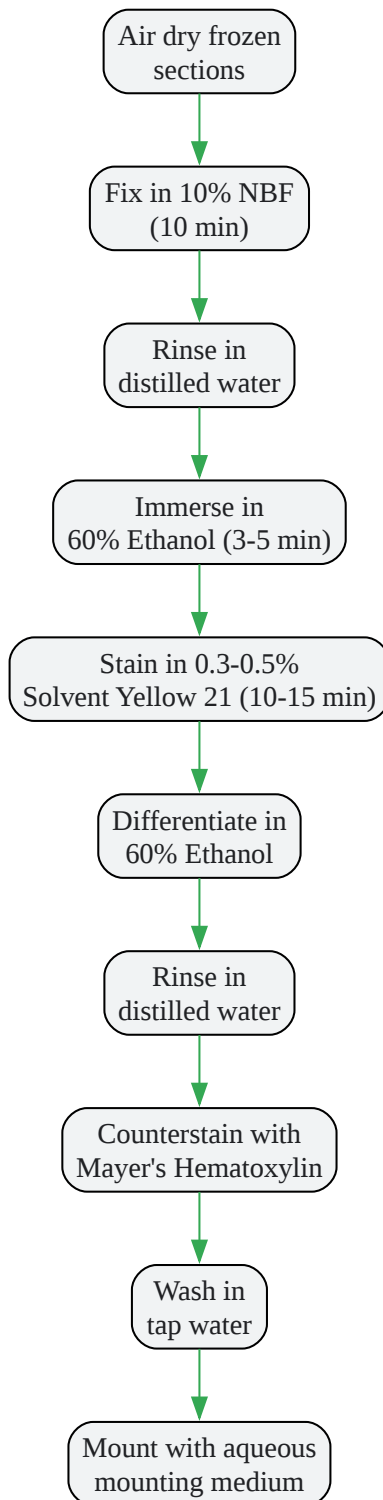 Air dry frozen
sections
Fix in 10% NBF
(10 min)
Rinse in
distilled water
Immerse in
60% Ethanol (3-5 min)
Stain in 0.3-0.5%
Solvent Yellow 21 (10-15 min)
Differentiate in
60% Ethanol
Rinse in
distilled water
Counterstain with
Mayer's Hematoxylin
Wash in
tap water
Mount with aqueous
mounting medium